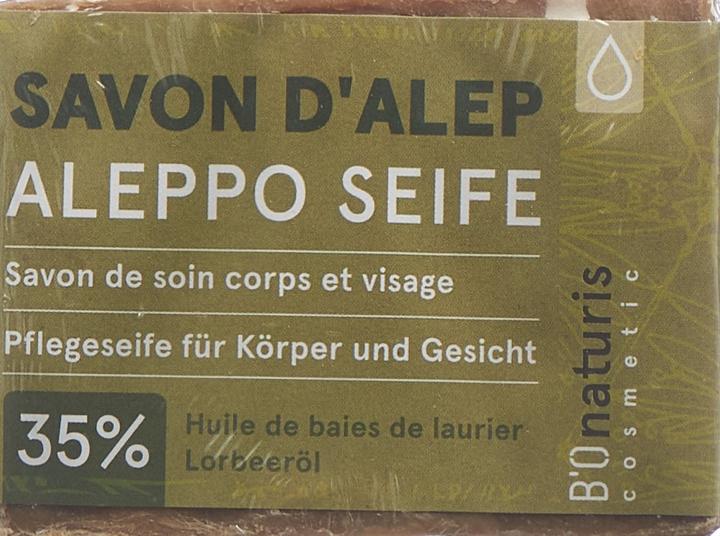 SAVON D'ALEP
ALEPPO SEIFE
Savon de soin corps et visage
Pflegeseife für Körper und Gesicht
35%
Huile de baies de laurier
Lorbeeröl
B'O naturis
cosmetic